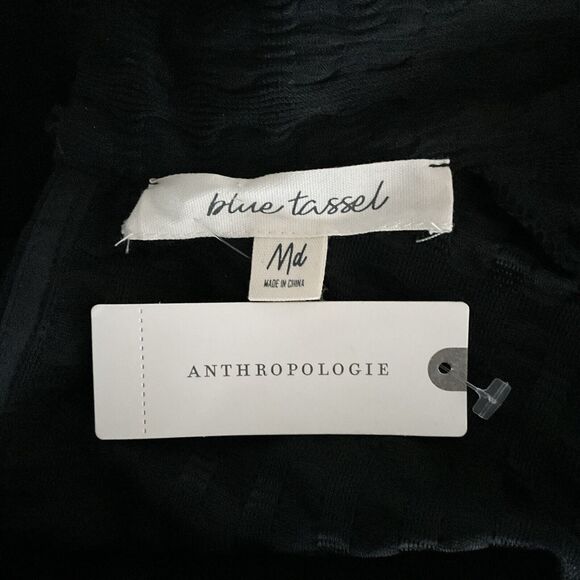 blue tassel
Md
MADE IN CHINA
ANTHROPOLOGIE